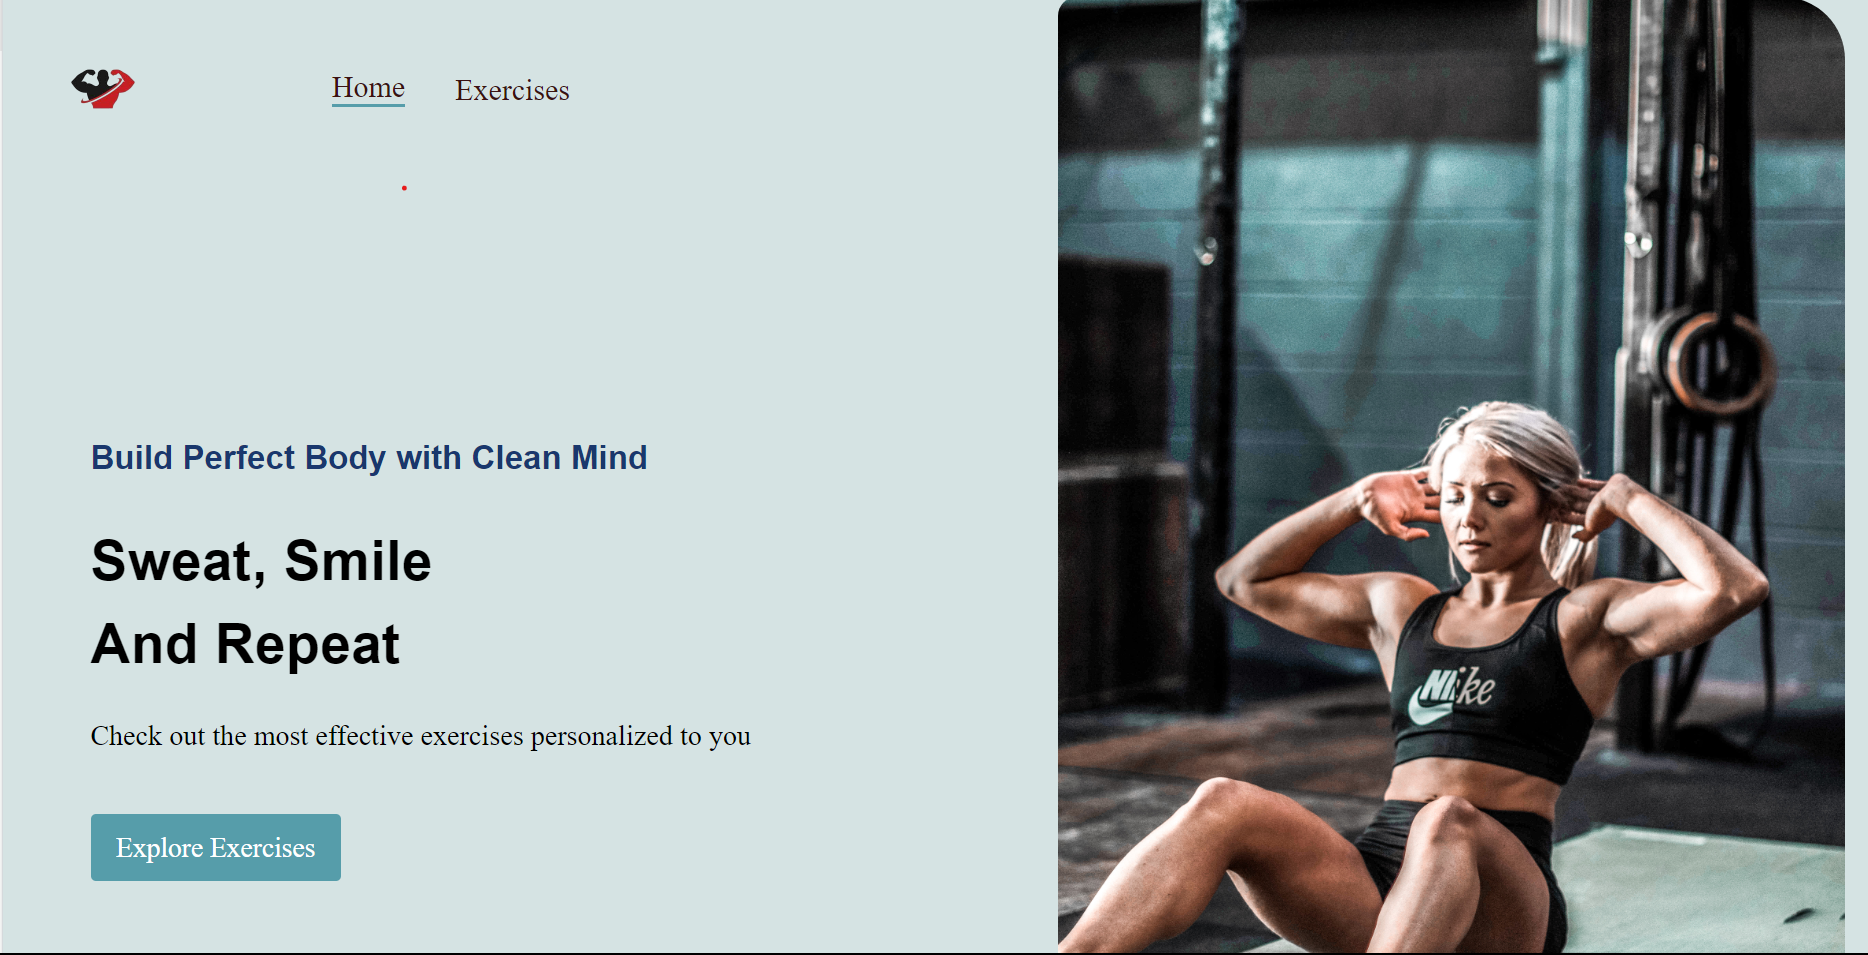 Home
Exercises
Build Perfect Body with Clean Mind
Sweat, Smile
And Repeat
Check out the most effective exercises personalized to you
Explore Exercises
Nike